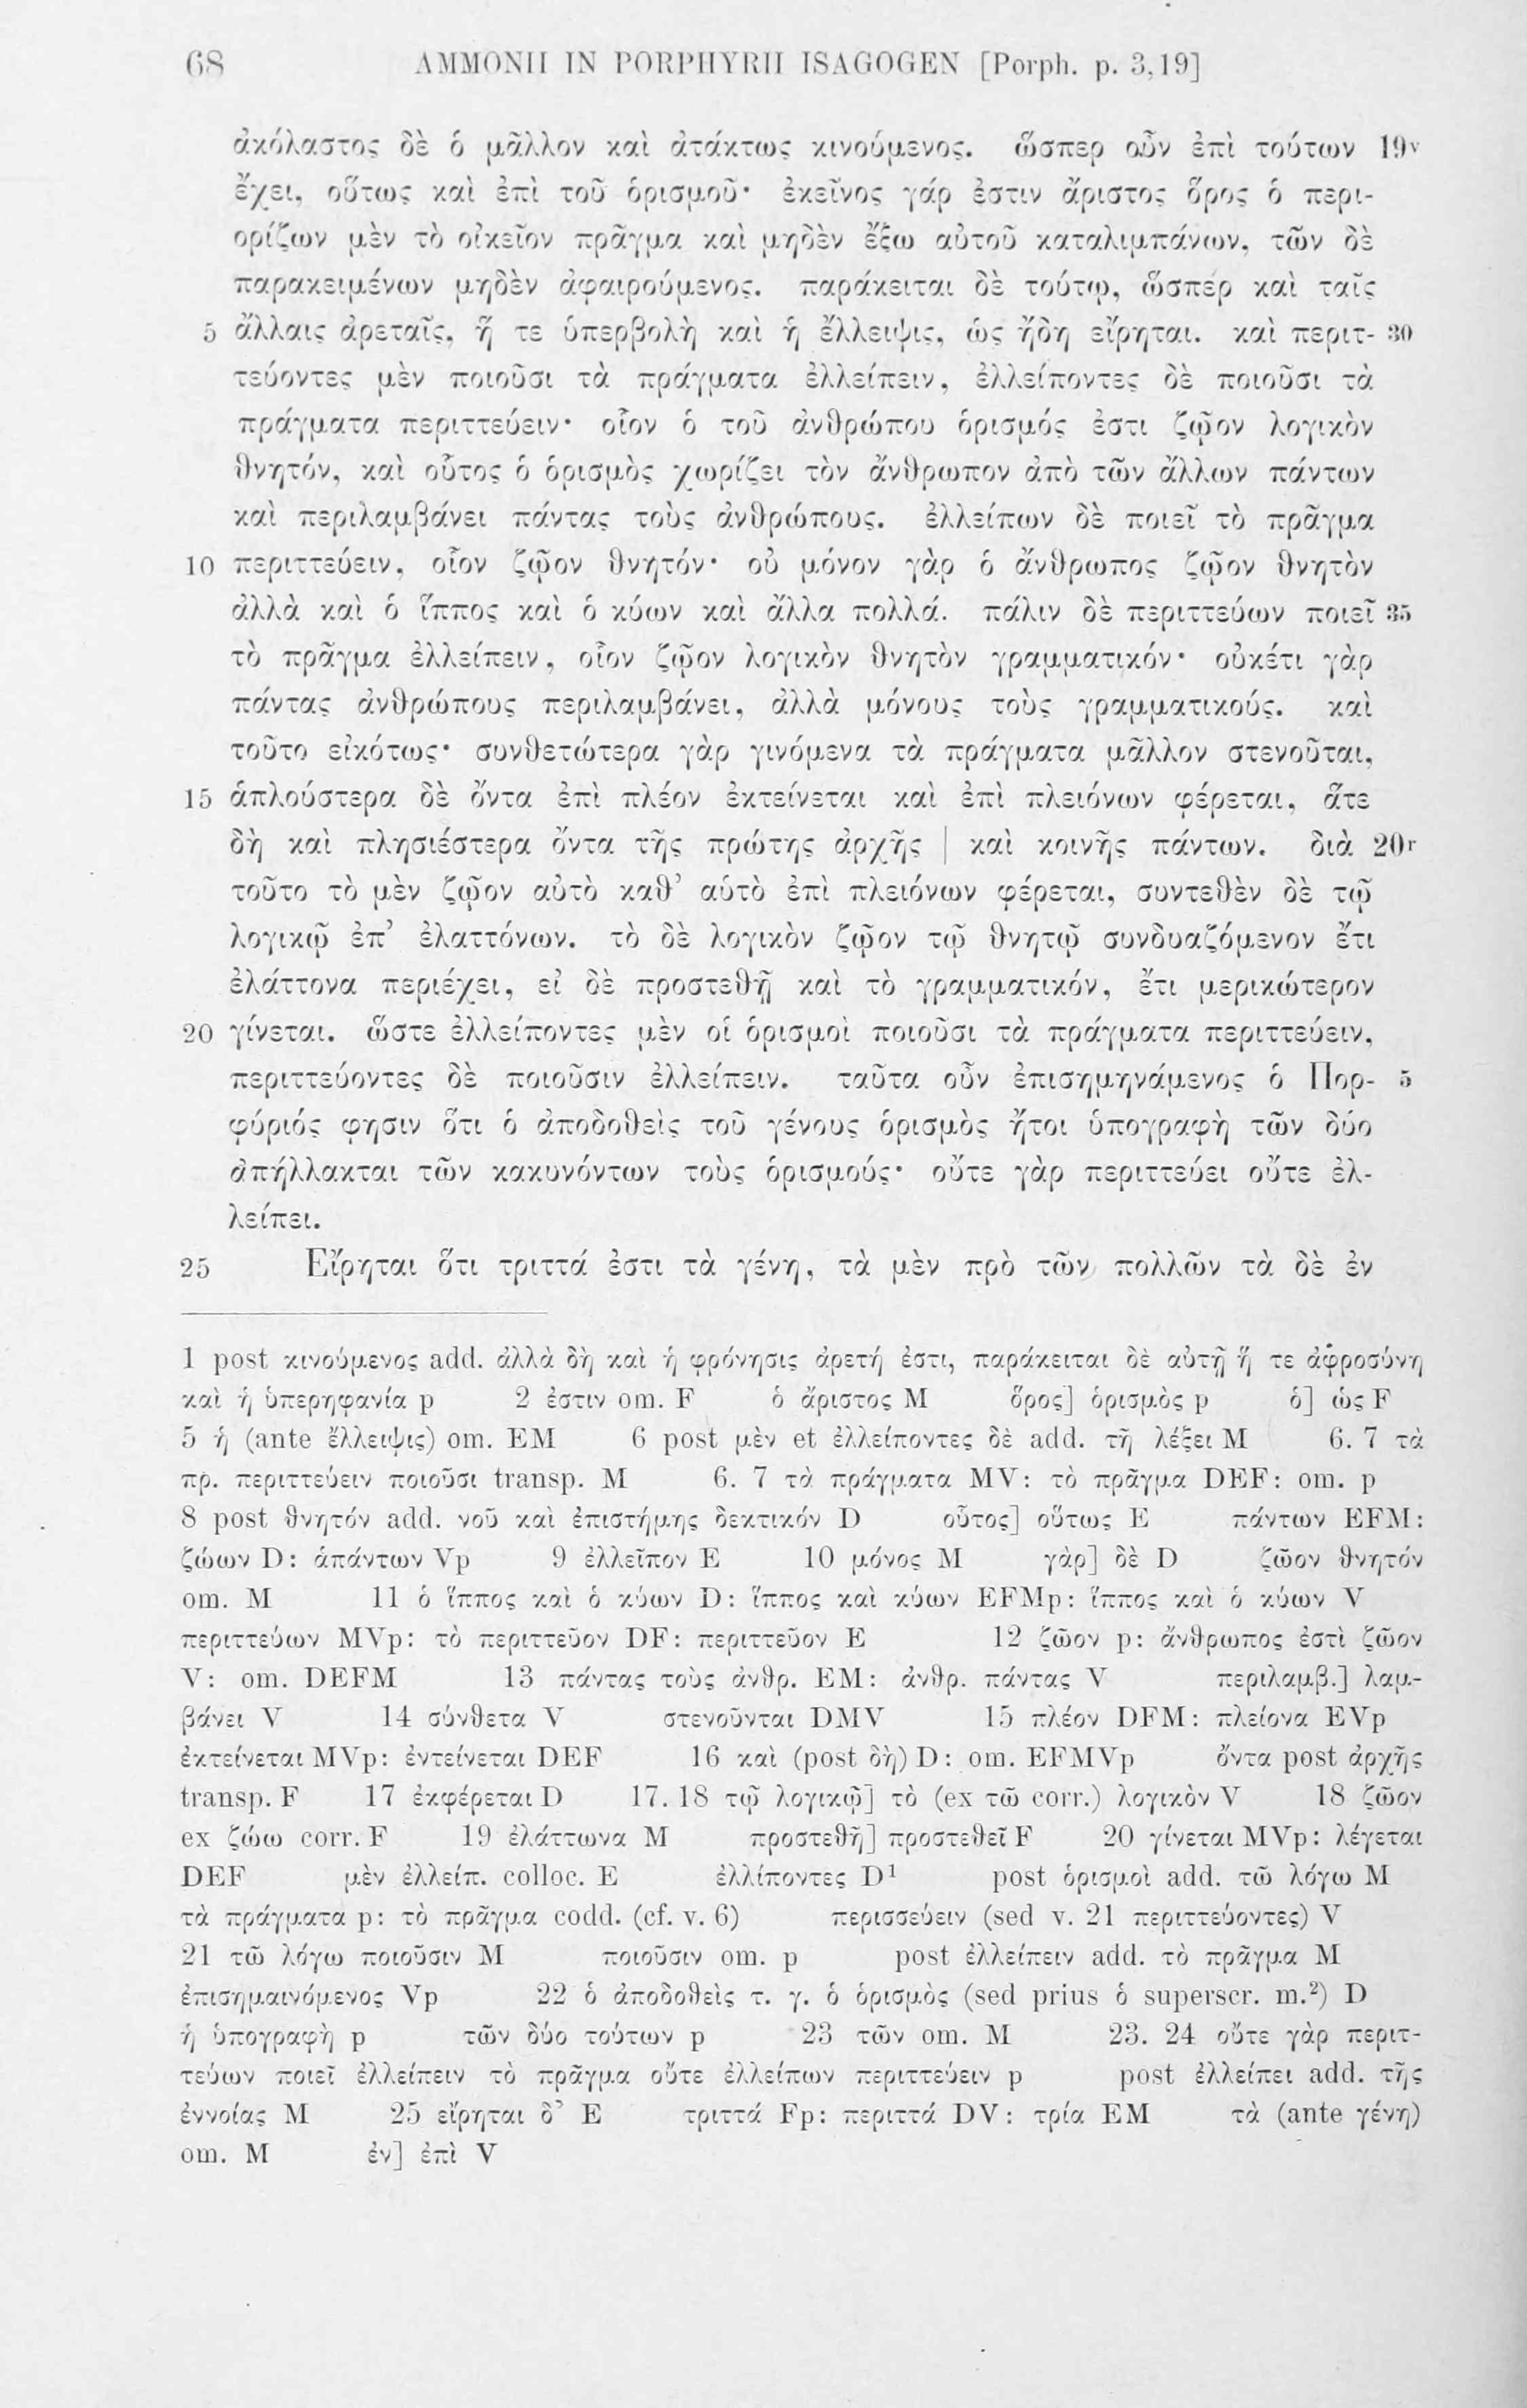 68 AMMONII IN PORPHYRII ISAGOGEN [Porph. p. 3,19]
ἀκόλαστος δὲ ὁ μᾶλλον καὶ ἀτάκτως κινούμενος. ὥσπερ οὖν ἐπὶ τούτων 19v
ἔχει, οὕτως καὶ ἐπὶ τοῦ ὁρισμοῦ· ἐκεῖνος γάρ ἐστιν ἄριστος ὅρος ὁ περι-
ορίζων μὲν τὸ οἰκεῖον πρᾶγμα καὶ μηδὲν ἔξω αὐτοῦ καταλιμπάνων, τῶν δὲ
παρακειμένων μηδὲν ἀφαιρούμενος. παράκειται δὲ τούτῳ, ὥσπερ καὶ ταῖς
5 ἄλλαις ἀρεταῖς, ἥ τε ὑπερβολὴ καὶ ἡ ἔλλειψις, ὡς ἤδη εἴρηται. καὶ περιτ- 30
τεύοντες μὲν ποιοῦσι τὰ πράγματα ἐλλείπειν, ἐλλείποντες δὲ ποιοῦσι τὰ
πράγματα περιττεύειν· οἷον ὁ τοῦ ἀνθρώπου ὁρισμός ἐστι ζῷον λογικὸν
θνητόν, καὶ οὗτος ὁ ὁρισμὸς χωρίζει τὸν ἄνθρωπον ἀπὸ τῶν ἄλλων πάντων
καὶ περιλαμβάνει πάντας τοὺς ἀνθρώπους. ἐλλείπων δὲ ποιεῖ τὸ πρᾶγμα
10 περιττεύειν, οἷον ζῷον θνητόν· οὐ μόνον γὰρ ὁ ἄνθρωπος ζῷον θνητὸν
ἀλλὰ καὶ ὁ ἵππος καὶ ὁ κύων καὶ ἄλλα πολλά. πάλιν δὲ περιττεύων ποιεῖ 35
τὸ πρᾶγμα ἐλλείπειν, οἷον ζῷον λογικὸν θνητὸν γραμματικόν· οὐκέτι γὰρ
πάντας ἀνθρώπους περιλαμβάνει, ἀλλὰ μόνους τοὺς γραμματικούς. καὶ
τοῦτο εἰκότως· συνθετώτερα γὰρ γινόμενα τὰ πράγματα μᾶλλον στενοῦται,
15 ἁπλούστερα δὲ ὄντα ἐπὶ πλέον ἐκτείνεται καὶ ἐπὶ πλειόνων φέρεται, ἅτε
δὴ καὶ πλησιέστερα ὄντα τῆς πρώτης ἀρχῆς | καὶ κοινῆς πάντων. διὰ 20r
τοῦτο τὸ μὲν ζῷον αὐτὸ καθ’ αὑτὸ ἐπὶ πλειόνων φέρεται, συντεθὲν δὲ τῷ
λογικῷ ἐπ’ ἐλαττόνων. τὸ δὲ λογικὸν ζῷον τῷ θνητῷ συνδυαζόμενον ἔτι
ἐλάττονα περιέχει, εἰ δὲ προστεθῇ καὶ τὸ γραμματικόν, ἔτι μερικώτερον
20 γίνεται. ὥστε ἐλλείποντες μὲν οἱ ὁρισμοὶ ποιοῦσι τὰ πράγματα περιττεύειν,
περιττεύοντες δὲ ποιοῦσιν ἐλλείπειν. ταῦτα οὖν ἐπισημηνάμενος ὁ Πορ- 5
φύριός φησιν ὅτι ὁ ἀποδοθεὶς τοῦ γένους ὁρισμὸς ἤτοι ὑπογραφὴ τῶν δύο
ἀπήλλακται τῶν κακυνόντων τοὺς ὁρισμούς· οὔτε γὰρ περιττεύει οὔτε ἐλ-
λείπει.
25 Εἴρηται ὅτι τριττά ἐστι τὰ γένη, τὰ μὲν πρὸ τῶν πολλῶν τὰ δὲ ἐν
1 post κινούμενος add. ἀλλὰ δὴ καὶ ἡ φρόνησις ἀρετή ἐστι, παράκειται δὲ αὐτῇ ἥ τε ἀφροσύνη
καὶ ἡ ὑπερηφανία p 2 ἐστιν om. F ὁ ἄριστος M ὅρος] ὁρισμὸς p ὁ] ὡς F
5 ἡ (ante ἔλλειψις) om. EM 6 post μὲν et ἐλλείποντες δὲ add. τῇ λέξει M 6. 7 τὰ
πρ. περιττεύειν ποιοῦσι transp. M 6. 7 τὰ πράγματα MV: τὸ πρᾶγμα DEF: om. p
8 post θνητόν add. νοῦ καὶ ἐπιστήμης δεκτικόν D οὗτος] οὕτως E πάντων EFM:
ζώων D: ἁπάντων Vp 9 ἐλλεῖπον E 10 μόνος M γὰρ] δὲ D ζῶον θνητόν
om. M 11 ὁ ἵππος καὶ ὁ κύων D: ἵππος καὶ κύων EFMp: ἵππος καὶ ὁ κύων V
περιττεύων MVp: τὸ περιττεῦον DF: περιττεῦον E 12 ζῶον p: ἄνθρωπος ἐστὶ ζῶον
V: om. DEFM 13 πάντας τοὺς ἀνθρ. EM: ἀνθρ. πάντας V περιλαμβ.] λαμ-
βάνει V 14 σύνθετα V στενοῦνται DMV 15 πλέον DFM: πλείονα EVp
ἐκτείνεται MVp: ἐντείνεται DEF 16 καὶ (post δὴ) D: om. EFMVp ὄντα post ἀρχῆς
transp. F 17 ἐκφέρεται D 17. 18 τῷ λογικῷ] τὸ (ex τῶ corr.) λογικὸν V 18 ζῶον
ex ζώω corr. F 19 ἐλάττωνα M προστεθῇ] προστεθεῖ F 20 γίνεται MVp: λέγεται
DEF μὲν ἐλλείπ. colloc. E ἐλλίποντες D¹ post ὁρισμοὶ add. τῶ λόγω M
τὰ πράγματα p: τὸ πρᾶγμα codd. (cf. v. 6) περισσεύειν (sed v. 21 περιττεύοντες) V
21 τῶ λόγω ποιοῦσιν M ποιοῦσιν om. p post ἐλλείπειν add. τὸ πρᾶγμα M
ἐπισημαινόμενος Vp 22 ὁ ἀποδοθεὶς τ. γ. ὁ ὁρισμὸς (sed prius ὁ superscr. m.²) D
ἡ ὑπογραφὴ p τῶν δύο τούτων p 23 τῶν om. M 23. 24 οὔτε γὰρ περιτ-
τεύων ποιεῖ ἐλλείπειν τὸ πρᾶγμα οὔτε ἐλλείπων περιττεύειν p post ἐλλείπει add. τῆς
ἐννοίας M 25 εἴρηται δ’ E τριττά Fp: περιττά DV: τρία EM τὰ (ante γένη)
om. M ἐν] ἐπὶ V